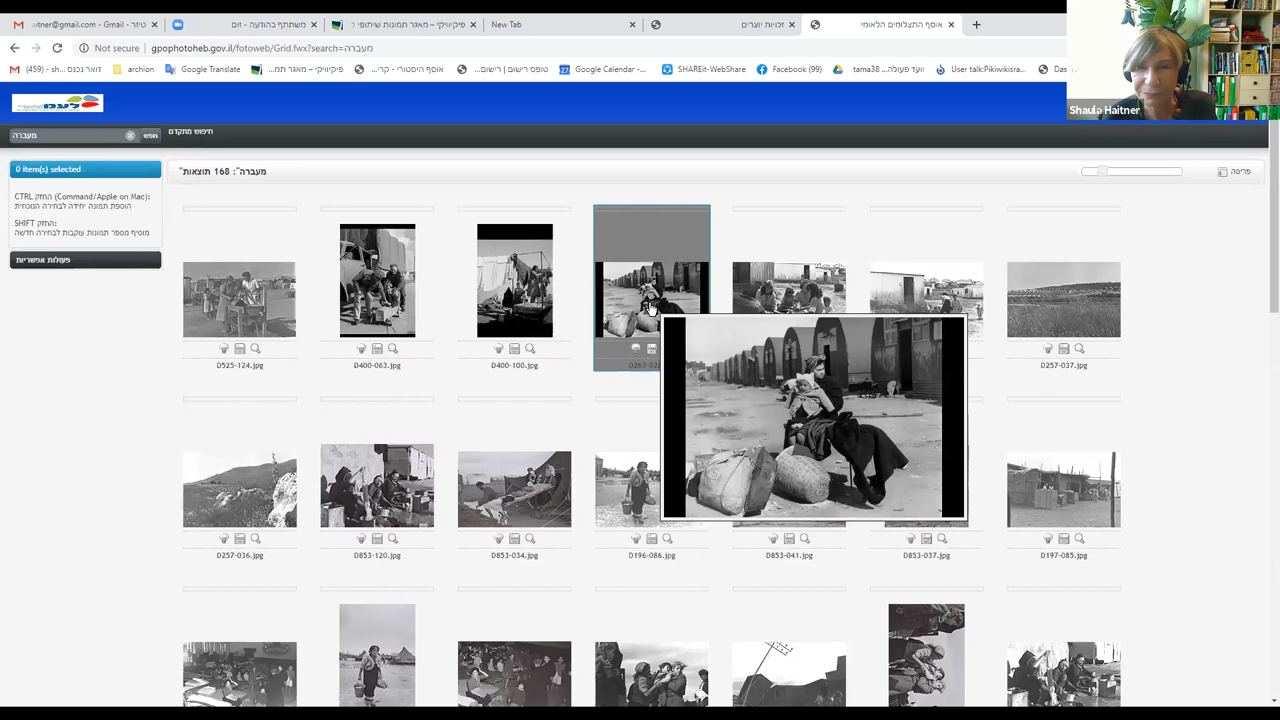 ...itner@gmail.com - Gmail - טיזר
משתתף בהודעה - זום
פיקיוויקי – מאגר תמונות שיתופי
New Tab
זכויות יוצרים
אוסף התצלומים הלאומי
Not secure | gpophotoheb.gov.il/fotoweb/Grid.fwx?search=מעברה
דואר נכנס (459) - sh...
archion
Google Translate
פיקיוויקי – מאגר תמ...
אוסף היסטורי - קרי...
טופס רישום | רישום...
Google Calendar -...
SHAREit-WebShare
Facebook (99)
ועד פעולה... tama38
User talk:Pikiwikisra...
Das
Shaula Haitner
לעמ
מעברה
חפש
חיפוש מתקדם
0 item(s) selected
מעברה": 168 תוצאות"
פריסה
CTRL החזק (Command/Apple on Mac):
הוספת תמונה יחידה לבחירה הנוכחית
SHIFT החזק:
מוסיף מספר תמונות עוקבות לבחירה חדשה
פעולות אפשריות
D525-124.jpg
D400-063.jpg
D400-100.jpg
D257-037.jpg
D257-036.jpg
D853-120.jpg
D853-034.jpg
D196-086.jpg
D853-041.jpg
D853-037.jpg
D197-085.jpg